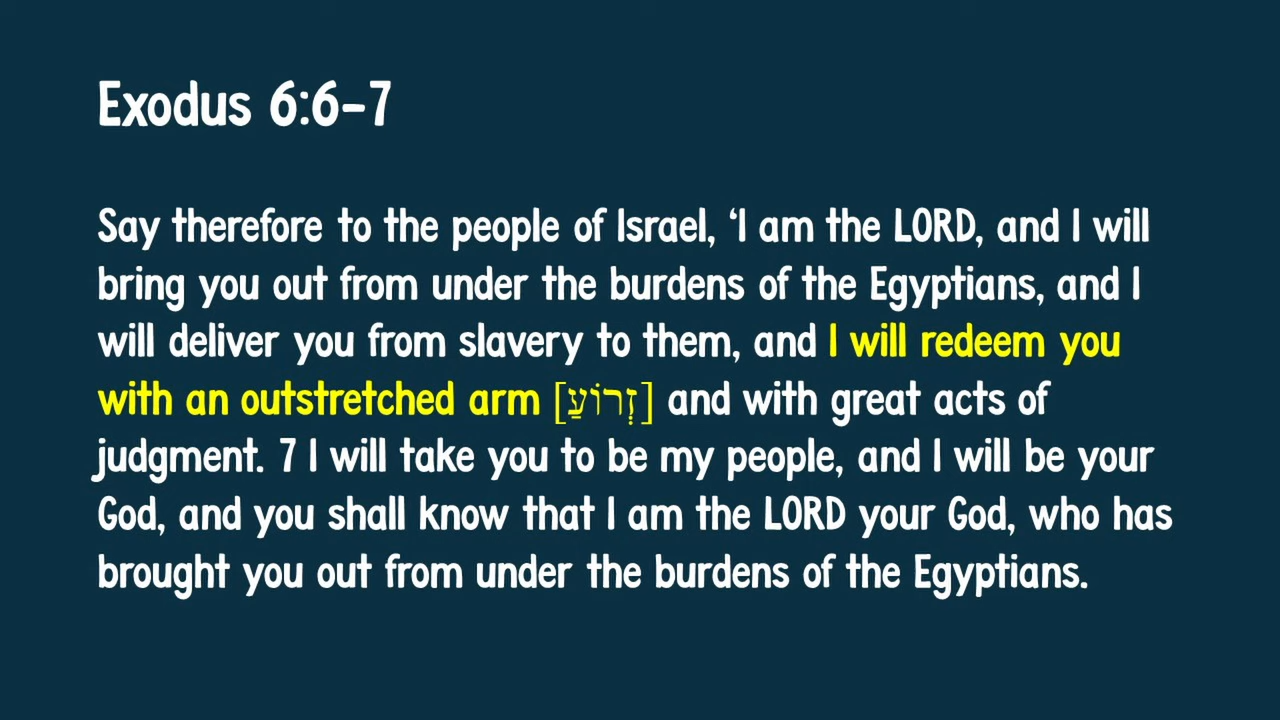 Exodus 6:6–7
Say therefore to the people of Israel, ‘I am the LORD, and I will
bring you out from under the burdens of the Egyptians, and I
will deliver you from slavery to them, and I will redeem you
with an outstretched arm [זְרוֹעַ] and with great acts of
judgment. 7 I will take you to be my people, and I will be your
God, and you shall know that I am the LORD your God, who has
brought you out from under the burdens of the Egyptians.